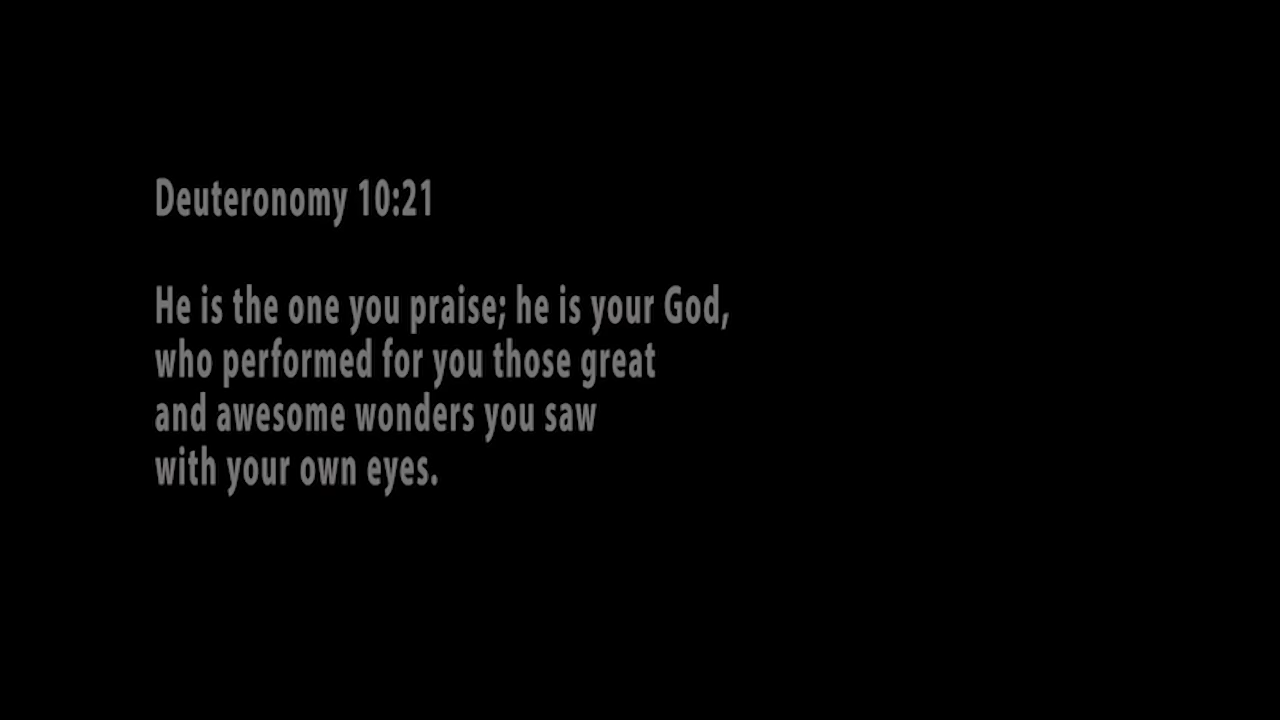 Deuteronomy 10:21
He is the one you praise; he is your God,
who performed for you those great
and awesome wonders you saw
with your own eyes.